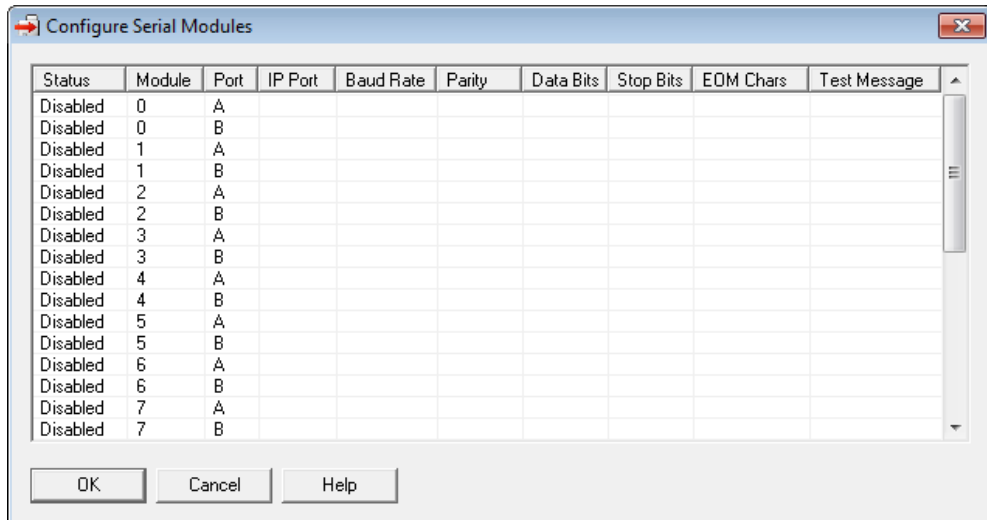 Configure Serial Modules
Status Module Port IP Port Baud Rate Parity Data Bits Stop Bits EOM Chars Test Message
Disabled 0 A
Disabled 0 B
Disabled 1 A
Disabled 1 B
Disabled 2 A
Disabled 2 B
Disabled 3 A
Disabled 3 B
Disabled 4 A
Disabled 4 B
Disabled 5 A
Disabled 5 B
Disabled 6 A
Disabled 6 B
Disabled 7 A
Disabled 7 B
OK Cancel Help